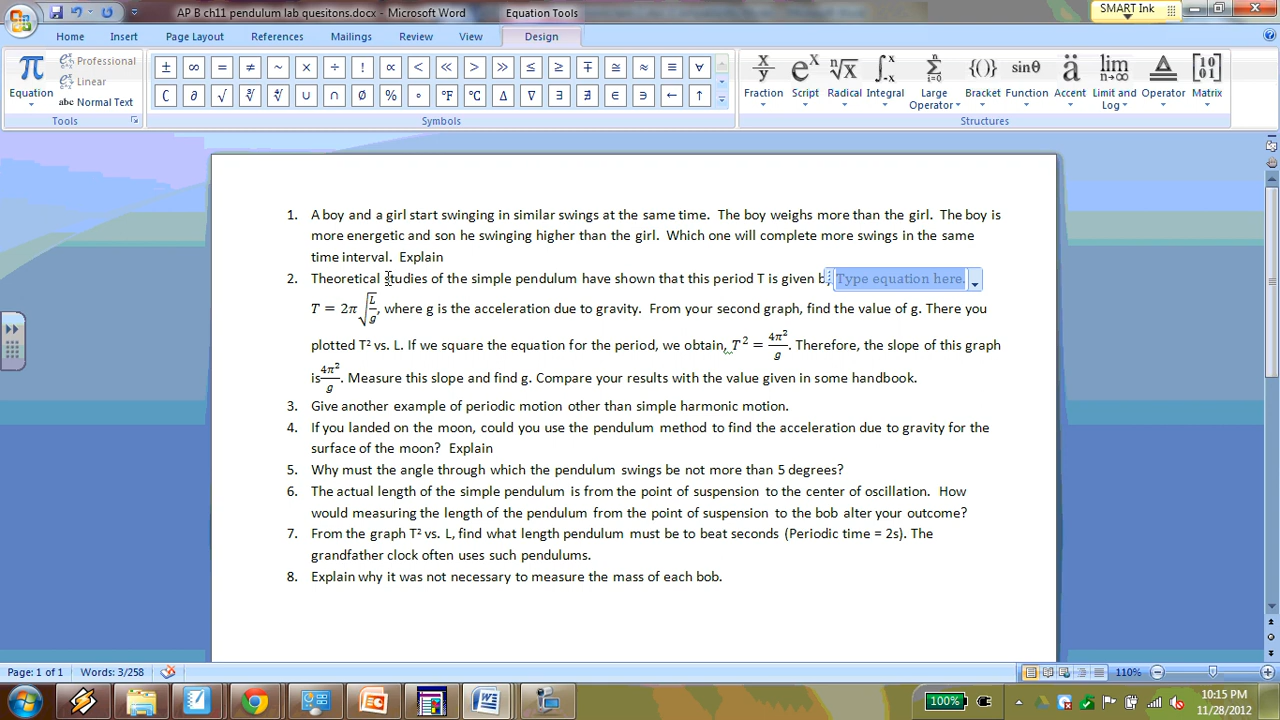 AP B ch11 pendulum lab quesitons.docx - Microsoft Word
Equation Tools
SMART Ink
Home Insert Page Layout References Mailings Review View Design
π Equation
Professional
Linear
abc Normal Text
± ∞ = ≠ ~ × ÷ ! ∝ < ≪ > ≫ ≤ ≥ ∓ ≅ ≈ ≡ ∀
∁ ∂ √ ∛ ∜ ∪ ∩ ∅ % ° °F °C ∆ ∇ ∃ ∄ ∈ ∋ ← ↑
Fraction Script Radical Integral Large Operator Bracket Function Accent Limit and Log Operator Matrix
Tools Symbols Structures
1. A boy and a girl start swinging in similar swings at the same time. The boy weighs more than the girl. The boy is
more energetic and son he swinging higher than the girl. Which one will complete more swings in the same
time interval. Explain
2. Theoretical studies of the simple pendulum have shown that this period T is given Type equation here.
T = 2π√(L/g), where g is the acceleration due to gravity. From your second graph, find the value of g. There you
plotted T² vs. L. If we square the equation for the period, we obtain, T² = 4π²/g. Therefore, the slope of this graph
is 4π²/g. Measure this slope and find g. Compare your results with the value given in some handbook.
3. Give another example of periodic motion other than simple harmonic motion.
4. If you landed on the moon, could you use the pendulum method to find the acceleration due to gravity for the
surface of the moon? Explain
5. Why must the angle through which the pendulum swings be not more than 5 degrees?
6. The actual length of the simple pendulum is from the point of suspension to the center of oscillation. How
would measuring the length of the pendulum from the point of suspension to the bob alter your outcome?
7. From the graph T² vs. L, find what length pendulum must be to beat seconds (Periodic time = 2s). The
grandfather clock often uses such pendulums.
8. Explain why it was not necessary to measure the mass of each bob.
Page: 1 of 1 Words: 3/258 110%
100% 10:15 PM
11/28/2012